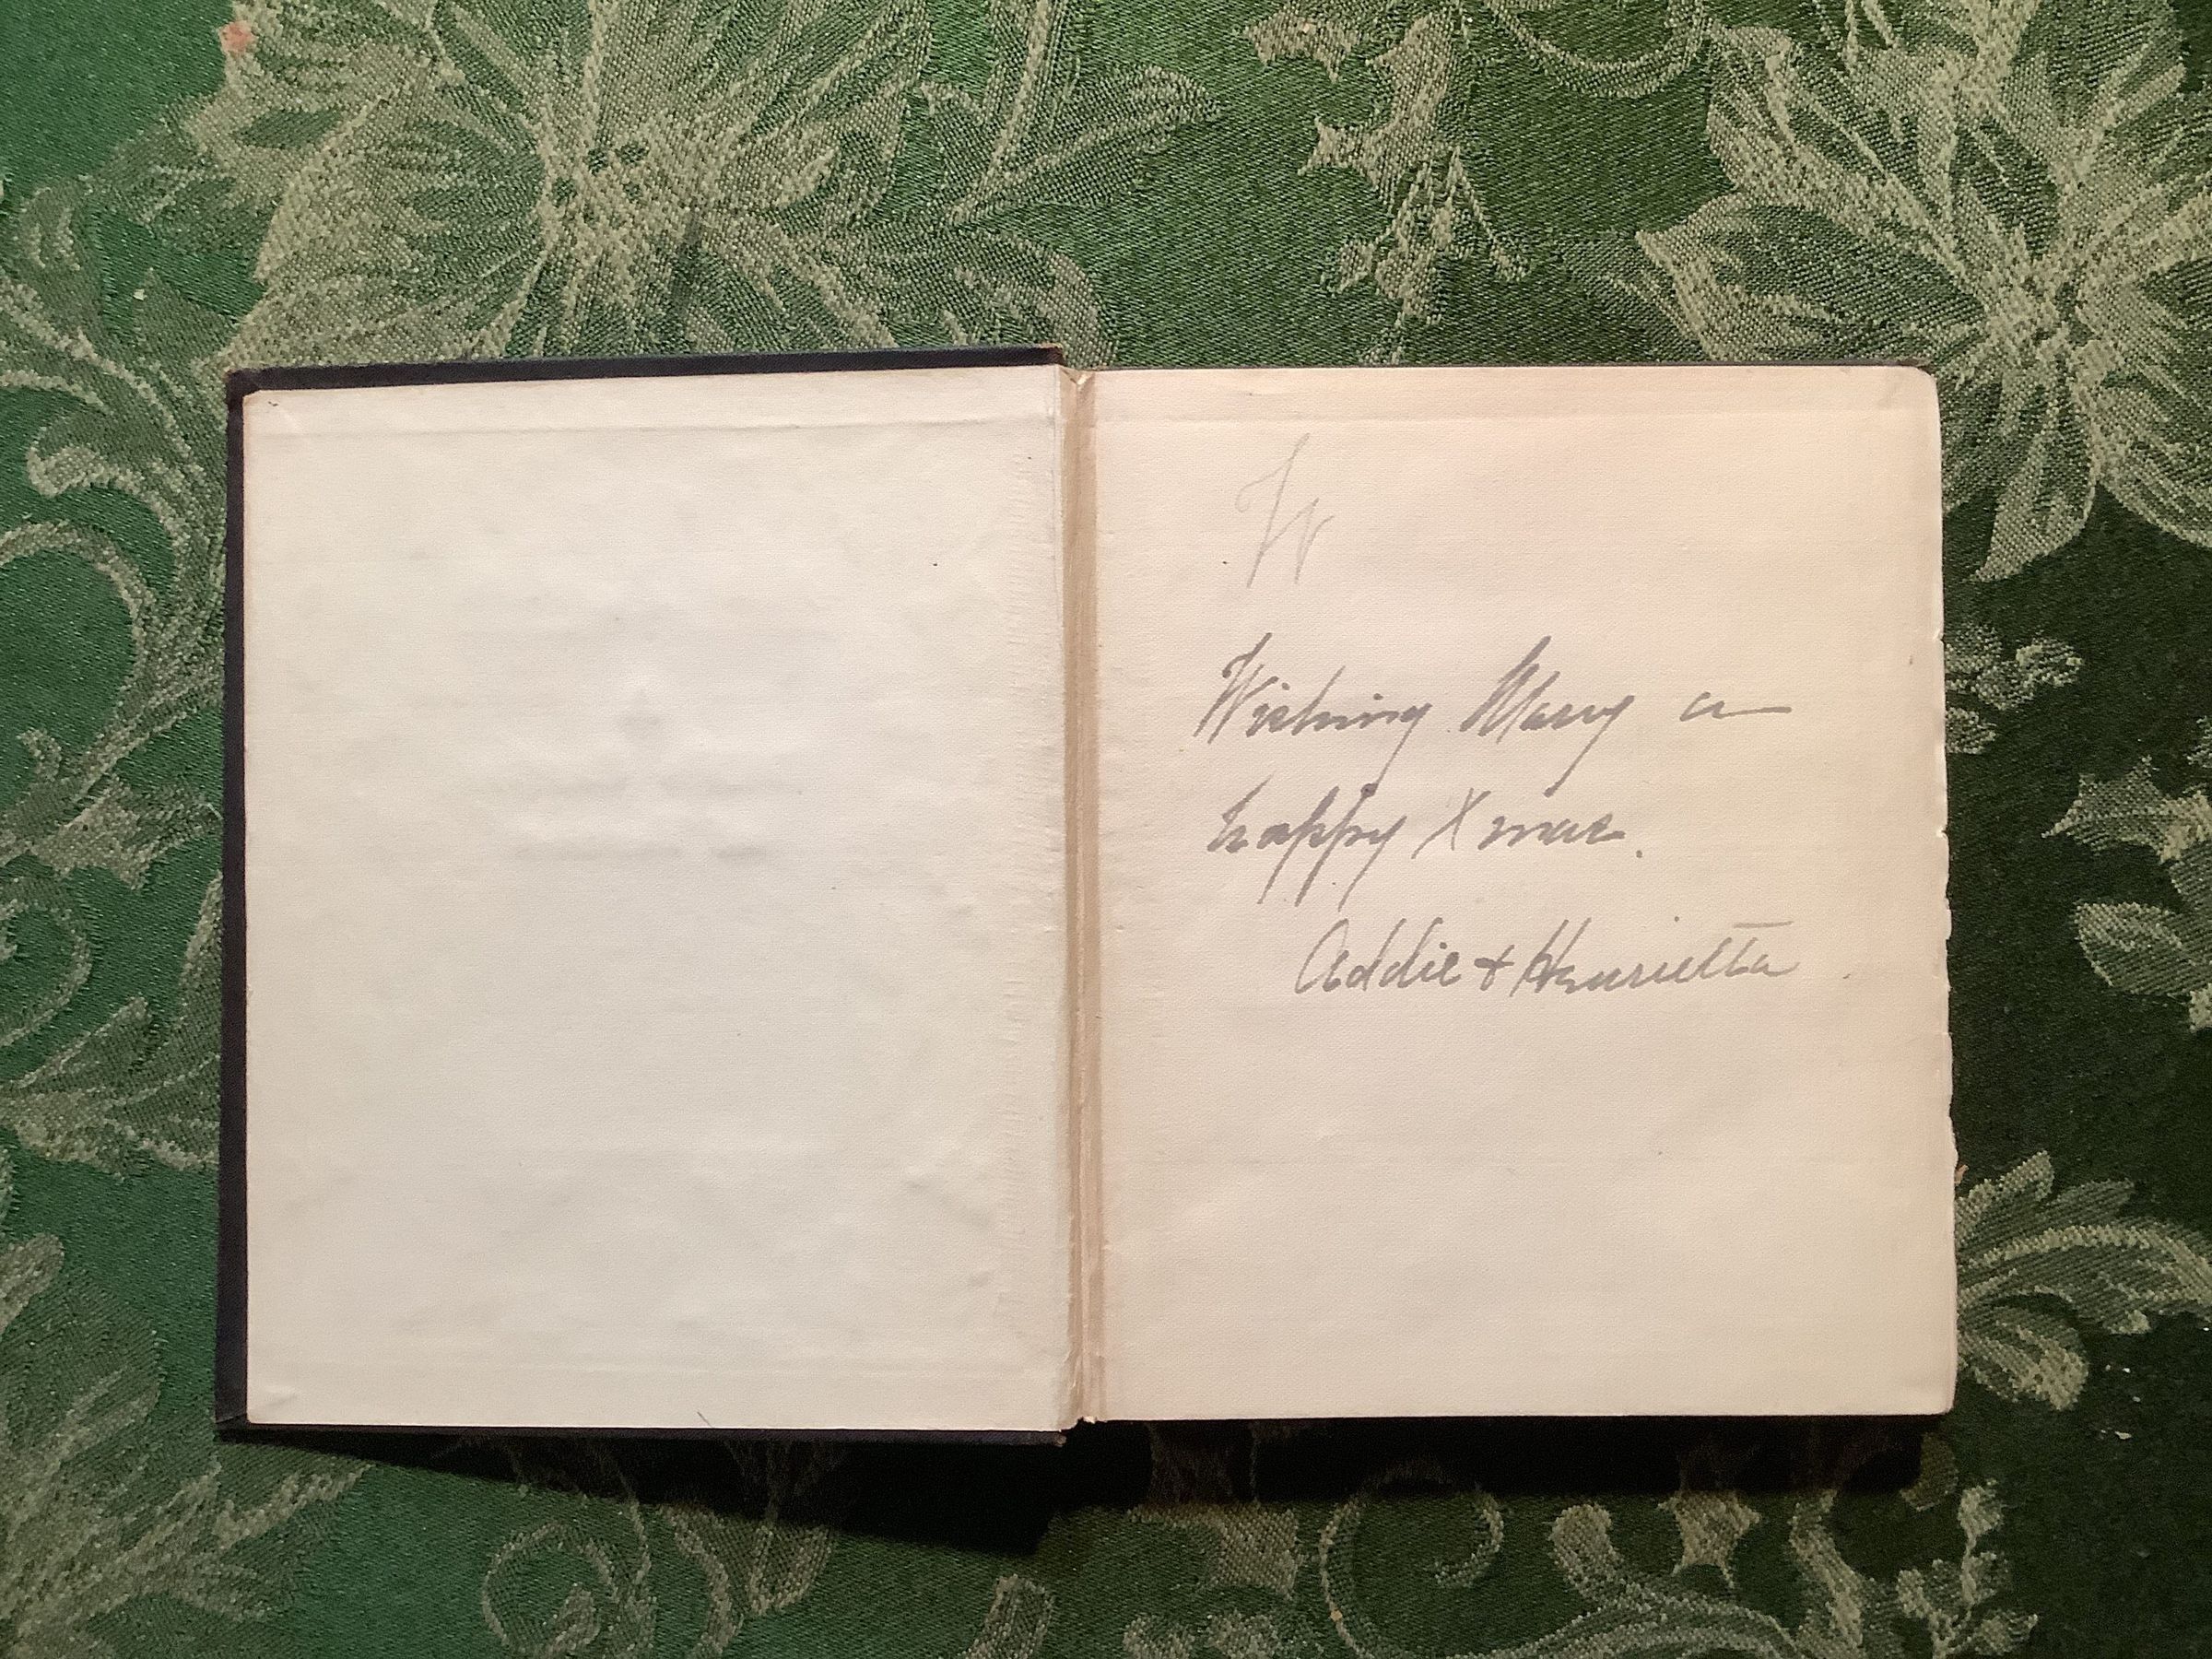 Wishing Mary a
happy Xmas.
Addie + Henrietta